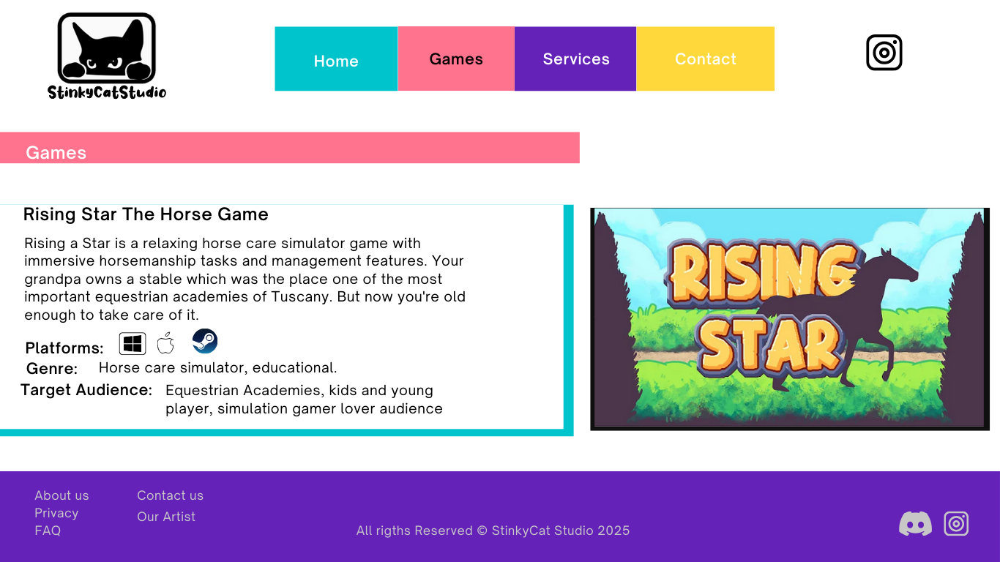 StinkyCatStudio
Home
Games
Services
Contact
Games
Rising Star The Horse Game
Rising a Star is a relaxing horse care simulator game with
immersive horsemanship tasks and management features. Your
grandpa owns a stable which was the place one of the most
important equestrian academies of Tuscany. But now you're old
enough to take care of it.
Platforms:
Genre: Horse care simulator, educational.
Target Audience: Equestrian Academies, kids and young
player, simulation gamer lover audience
RISING
STAR
About us
Privacy
FAQ
Contact us
Our Artist
All rigths Reserved © StinkyCat Studio 2025